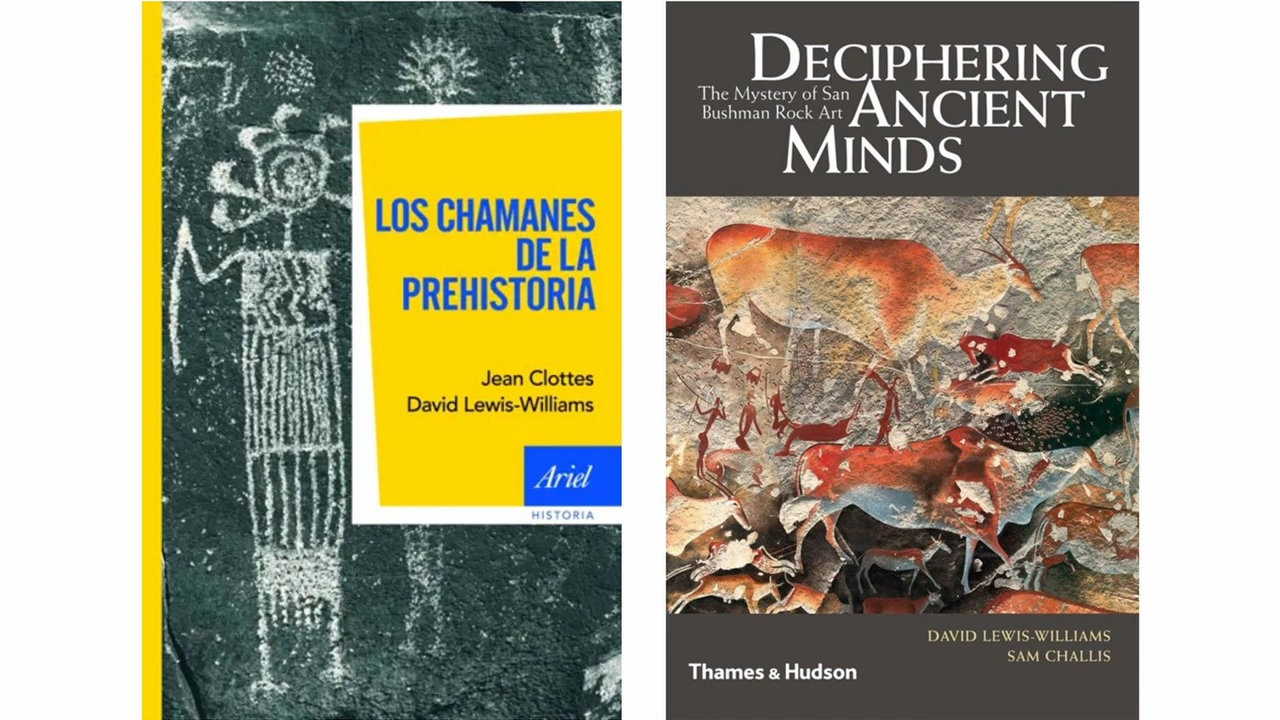 LOS CHAMANES
DE LA
PREHISTORIA
Jean Clottes
David Lewis-Williams
Ariel
HISTORIA
DECIPHERING
The Mystery of San
Bushman Rock Art
ANCIENT
MINDS
DAVID LEWIS-WILLIAMS
SAM CHALLIS
Thames & Hudson